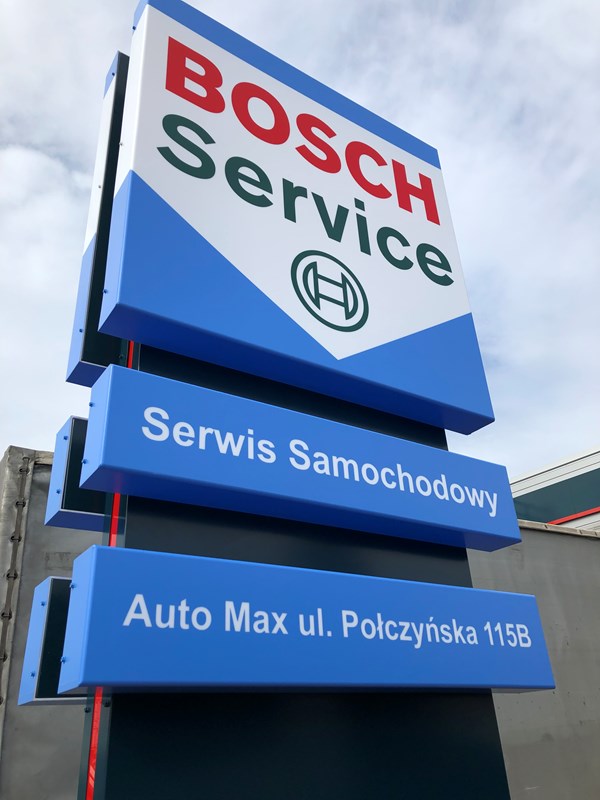 BOSCH
Service
Serwis Samochodowy
Auto Max ul. Połczyńska 115B